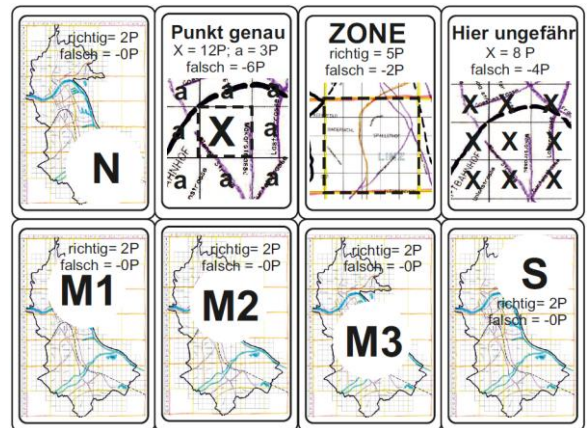 richtig= 2P
falsch = -0P
N
Punkt genau
X = 12P; a = 3P
falsch = -6P
a a a
a X a
a a a
ZONE
richtig = 5P
falsch = -2P
LINZ
Hier ungefähr
X = 8 P
falsch = -4P
X X X
X X X
X X X
richtig= 2P
falsch = -0P
M1
richtig= 2P
falsch = -0P
M2
richtig= 2P
falsch = -0P
M3
S
richtig= 2P
falsch = -0P